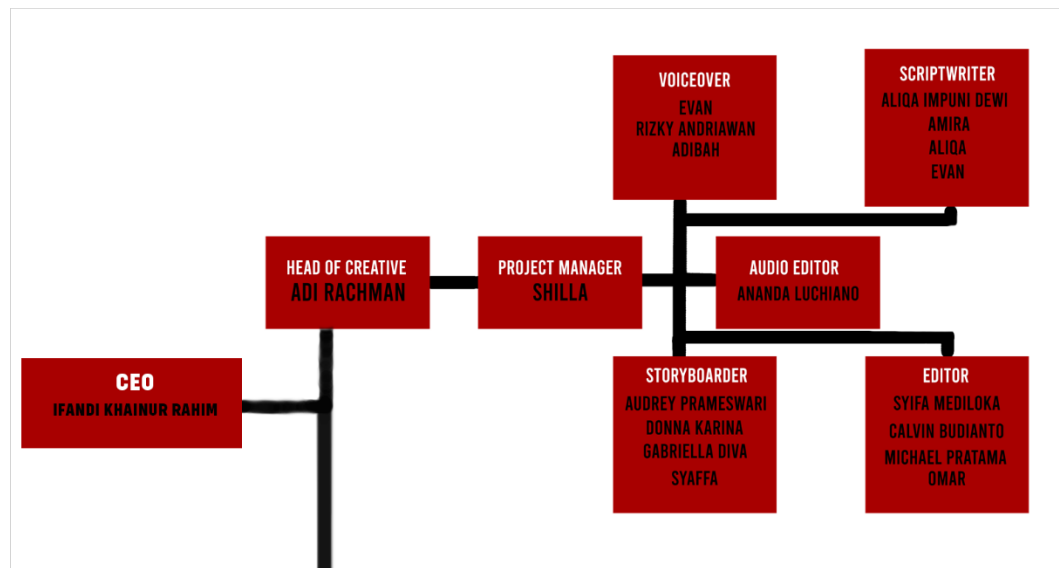 VOICEOVER
EVAN
RIZKY ANDRIAWAN
ADIBAH
SCRIPTWRITER
ALIQA IMPUNI DEWI
AMIRA
ALIQA
EVAN
HEAD OF CREATIVE
ADI RACHMAN
PROJECT MANAGER
SHILLA
AUDIO EDITOR
ANANDA LUCHIANO
CEO
IFANDI KHAINUR RAHIM
STORYBOARDER
AUDREY PRAMESWARI
DONNA KARINA
GABRIELLA DIVA
SYAFFA
EDITOR
SYIFA MEDILOKA
CALVIN BUDIANTO
MICHAEL PRATAMA
OMAR